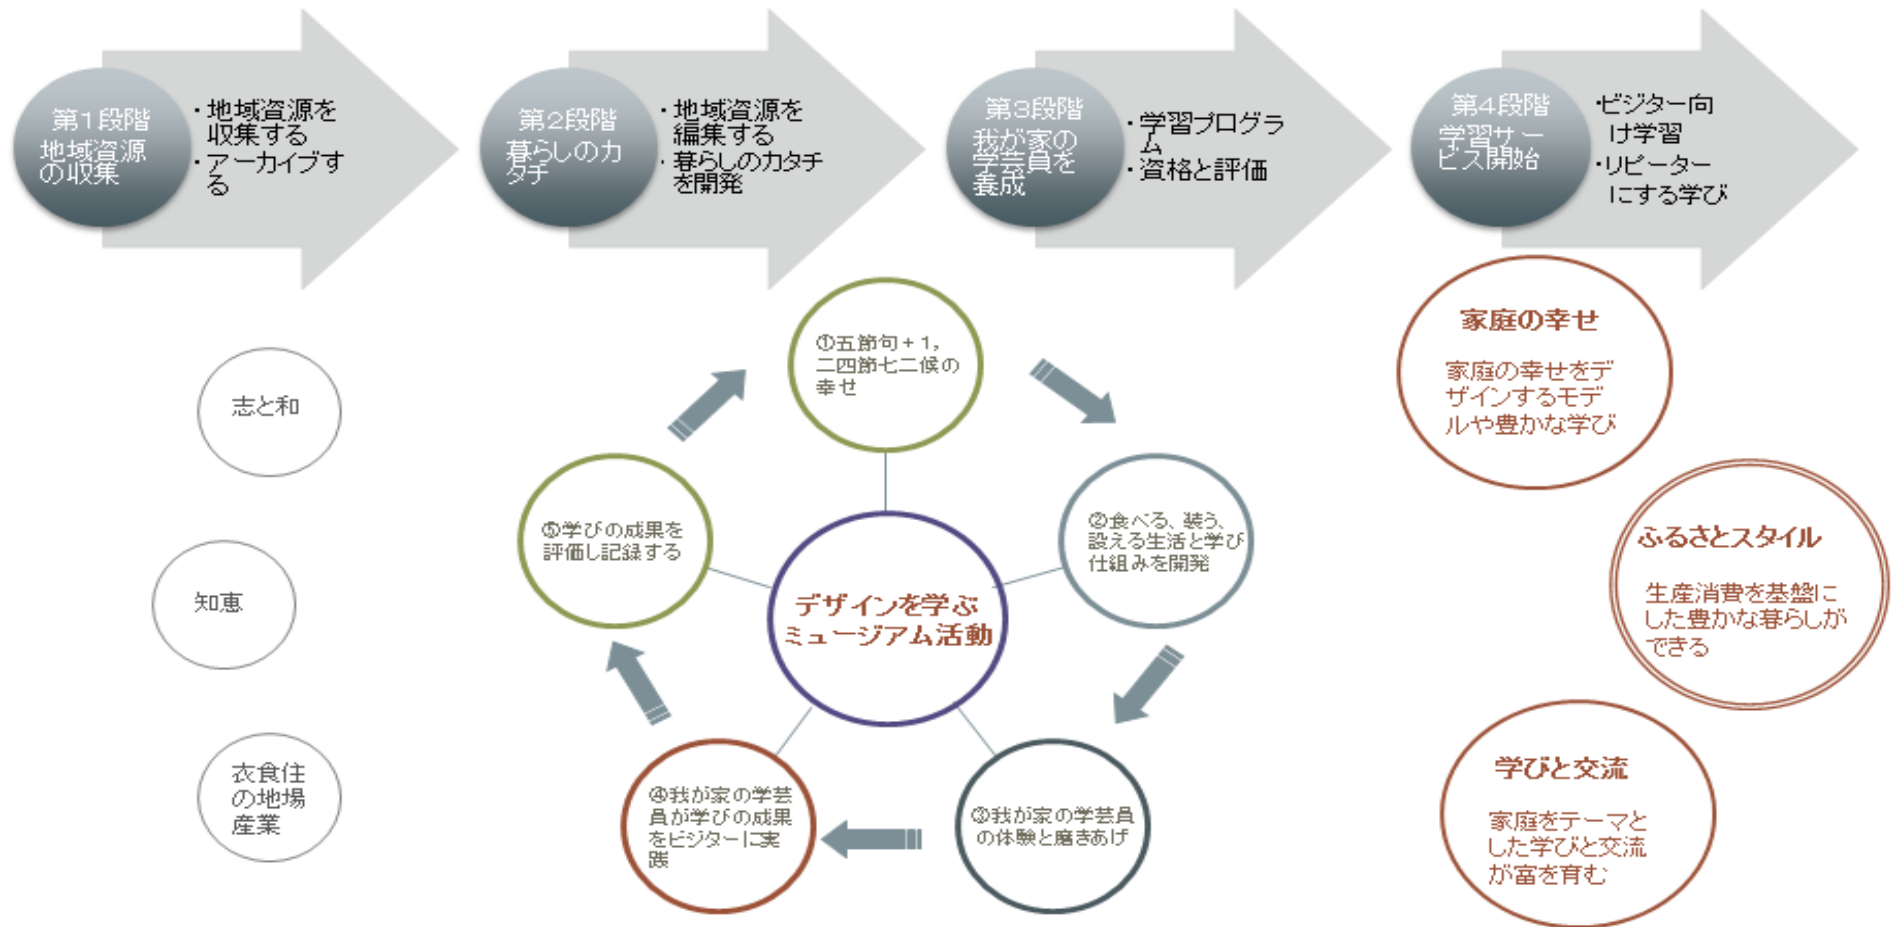 第1段階
地域資源
の収集
・地域資源を
収集する
・アーカイブす
る
第2段階
暮らしのカ
タチ
・地域資源を
編集する
・暮らしのカタチ
を開発
第3段階
我が家の
学芸員を
養成
・学習プログラ
ム
・資格と評価
第4段階
学習サー
ビス開始
・ビジター向
け学習
・リピーター
にする学び
志と和
知恵
衣食住
の地場
産業
①五節句+1,
二四節七二候の
幸せ
②食べる、装う、
設える生活と学び
仕組みを開発
③我が家の学芸員
の体験と磨きあげ
④我が家の学芸
員が学びの成果
をビジターに実
践
⑤学びの成果を
評価し記録する
デザインを学ぶ
ミュージアム活動
家庭の幸せ
家庭の幸せをデ
ザインするモデ
ルや豊かな学び
ふるさとスタイル
生産消費を基盤に
した豊かな暮らしが
できる
学びと交流
家庭をテーマと
した学びと交流
が富を育む